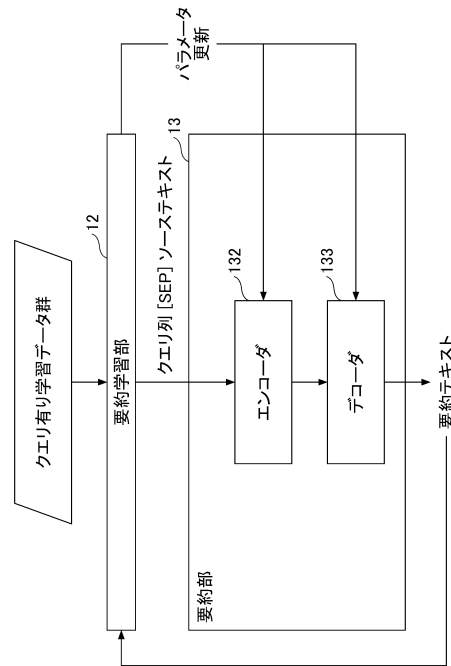 クエリ有り学習データ群
12
要約学習部
パラメータ
更新
クエリ列 [SEP] ソーステキスト
13
要約部
132
エンコーダ
133
デコーダ
要約テキスト